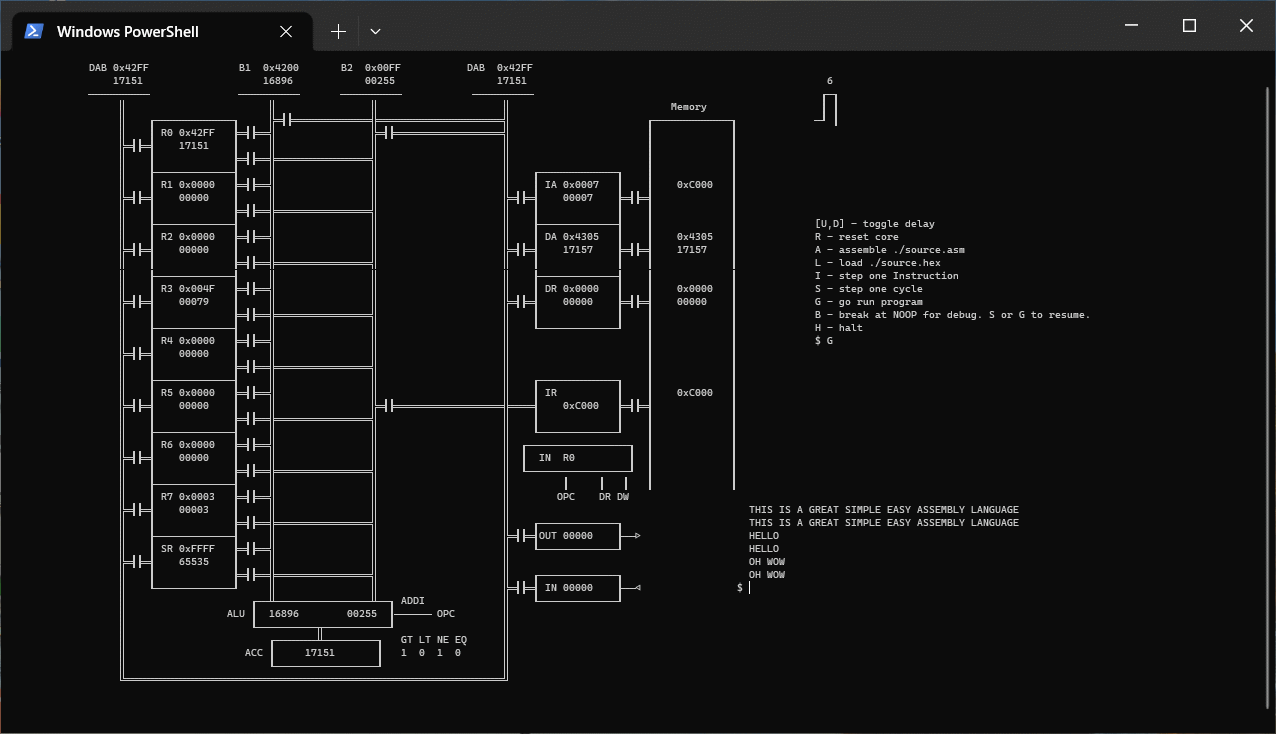 Windows PowerShell
DAB 0x42FF B1 0x4200 B2 0x00FF DAB 0x42FF
17151 16896 00255 17151 6
Memory
R0 0x42FF
17151
R1 0x0000 IA 0x0007 0xC000
00000 00007
[U,D] - toggle delay
R2 0x0000 DA 0x4305 0x4305 R - reset core
00000 17157 17157 A - assemble ./source.asm
L - load ./source.hex
I - step one Instruction
R3 0x004F DR 0x0000 0x0000 S - step one cycle
00079 00000 00000 G - go run program
B - break at NOOP for debug. S or G to resume.
H - halt
R4 0x0000 $ G
00000
R5 0x0000 IR 0xC000
00000 0xC000
R6 0x0000
00000 IN R0
R7 0x0003 OPC DR DW
00003 THIS IS A GREAT SIMPLE EASY ASSEMBLY LANGUAGE
THIS IS A GREAT SIMPLE EASY ASSEMBLY LANGUAGE
OUT 00000 HELLO
SR 0xFFFF HELLO
65535 OH WOW
OH WOW
IN 00000 $
ADDI
ALU 16896 00255 OPC
GT LT NE EQ
ACC 17151 1 0 1 0